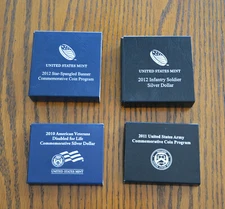 UNITED STATES MINT
2012 Star-Spangled Banner
Commemorative Coin Program
UNITED STATES MINT
2012 Infantry Soldier
Silver Dollar
2010 American Veterans
Disabled for Life
Commemorative Silver Dollar
UNITED STATES MINT
2011 United States Army
Commemorative Coin Program